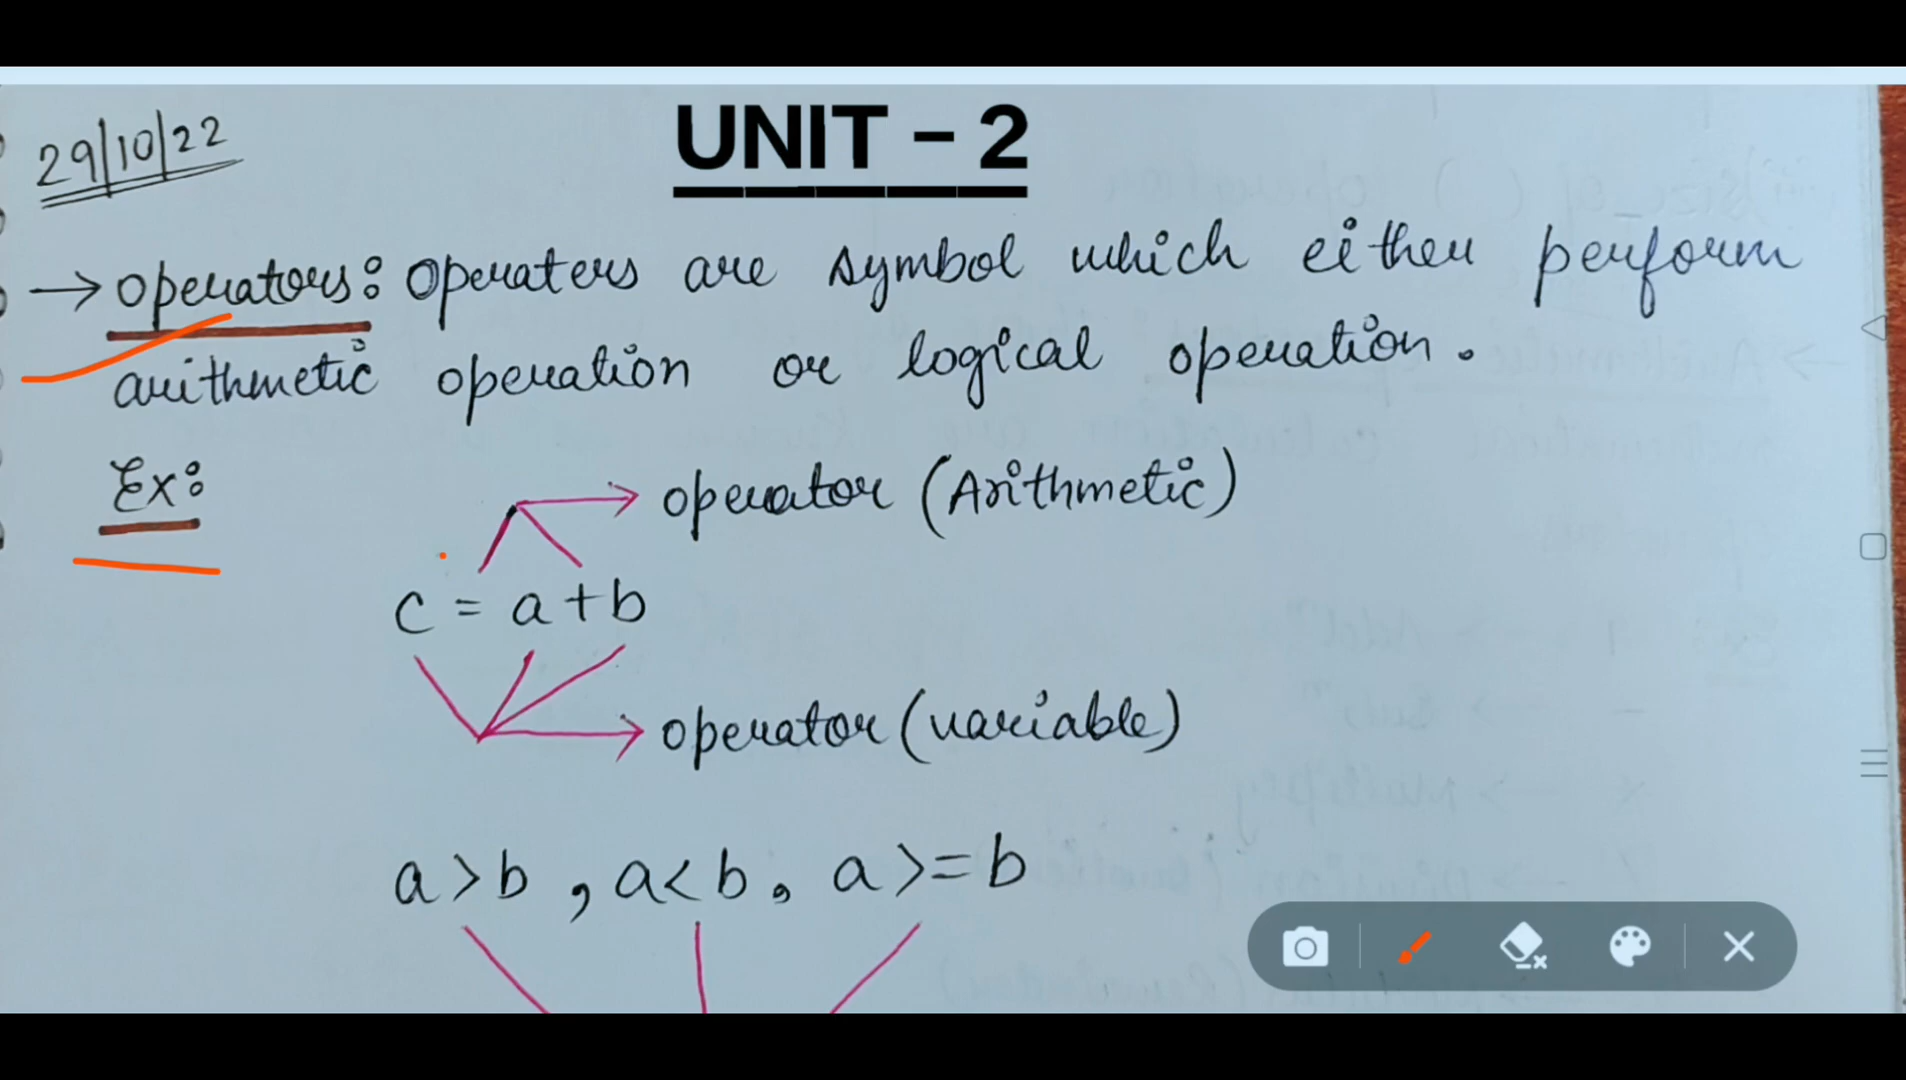 UNIT - 2
29/10/22
→ operators: operaters are symbol which either perform
arithmetic operation or logical operation.
Ex:
operator (Arithmetic)
c = a+b
operator (variable)
a>b , a<b, a>=b